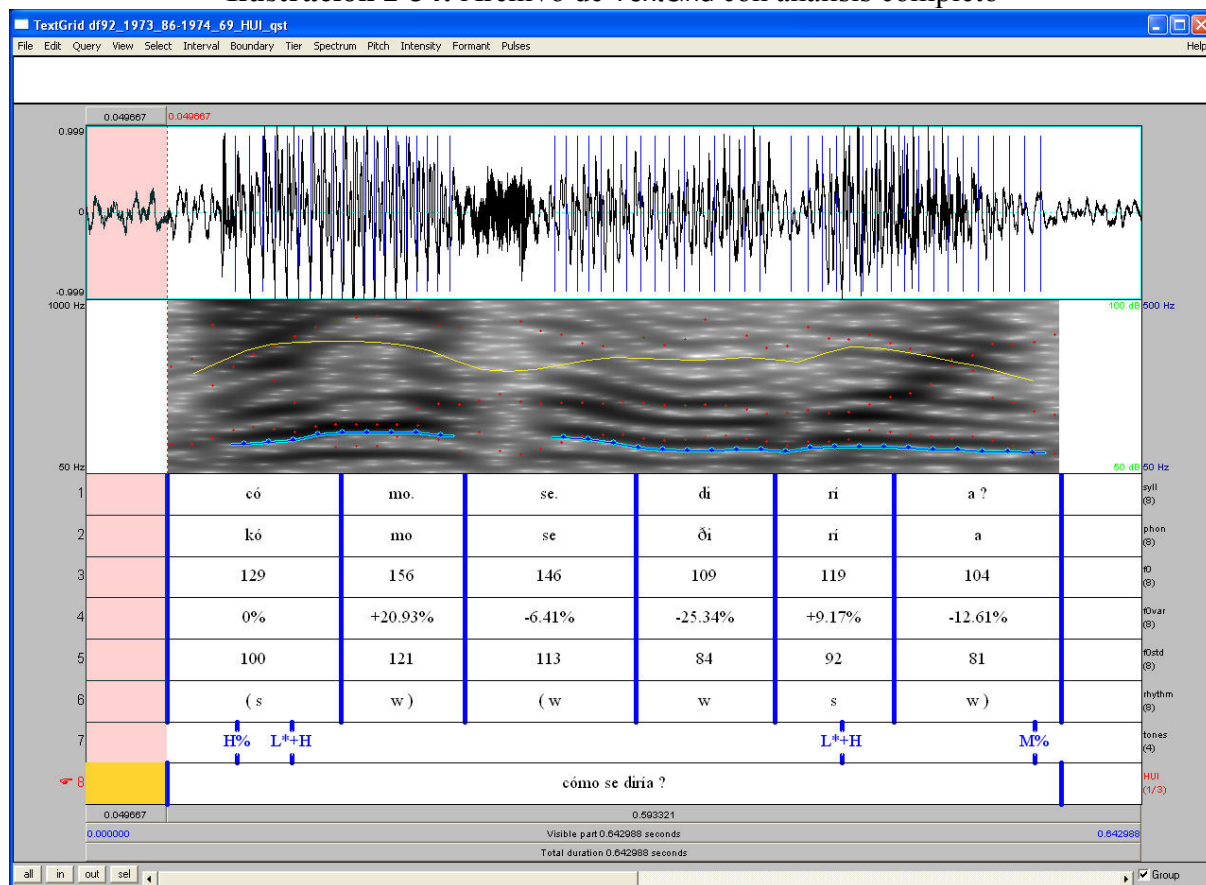 TextGrid df92_1973_86-1974_69_HUI_qst
File Edit Query View Select Interval Boundary Tier Spectrum Pitch Intensity Formant Pulses Help
0.049667 0.049667
0.999
0
-0.999
1000 Hz 100 dB 500 Hz
50 Hz 50 dB 50 Hz
1 có mo. se. di rí a ? syll (8)
2 kó mo se ði rí a phon (8)
3 129 156 146 109 119 104 f0 (8)
4 0% +20.93% -6.41% -25.34% +9.17% -12.61% f0var (8)
5 100 121 113 84 92 81 f0std (8)
6 ( s w ) ( w w s w ) rhythm (8)
7 H% L*+H L*+H M% tones (4)
8 cómo se diría ? HUI (1/3)
0.049667 0.593321
0.000000 Visible part 0.642988 seconds 0.642988
Total duration 0.642988 seconds
all in out sel Group